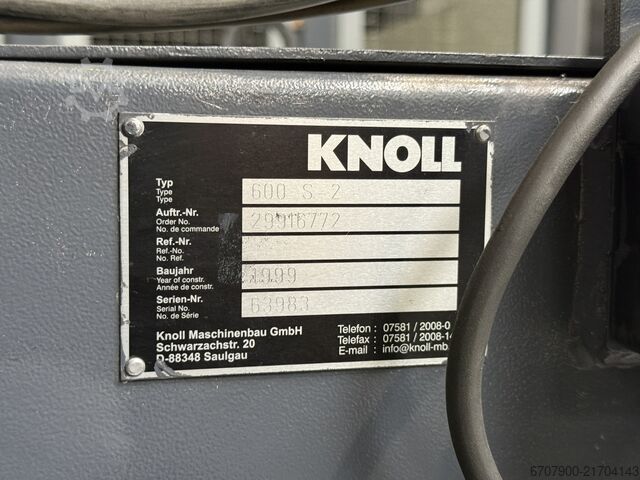 KNOLL
Typ 600 S-2
Type
Type
Auftr.-Nr. 29916772
Order No.
No. de commande
Ref.-Nr.
Ref.-No.
No. Ref.
Baujahr 1999
Year of constr.
Année de constr.
Serien-Nr. 63983
Serial No.
No. de Série
Knoll Maschinenbau GmbH
Schwarzachstr. 20
D-88348 Saulgau
Telefon : 07581 / 2008-0
Telefax : 07581 / 2008-14
E-mail : info@knoll-mb.
6707900-21704143